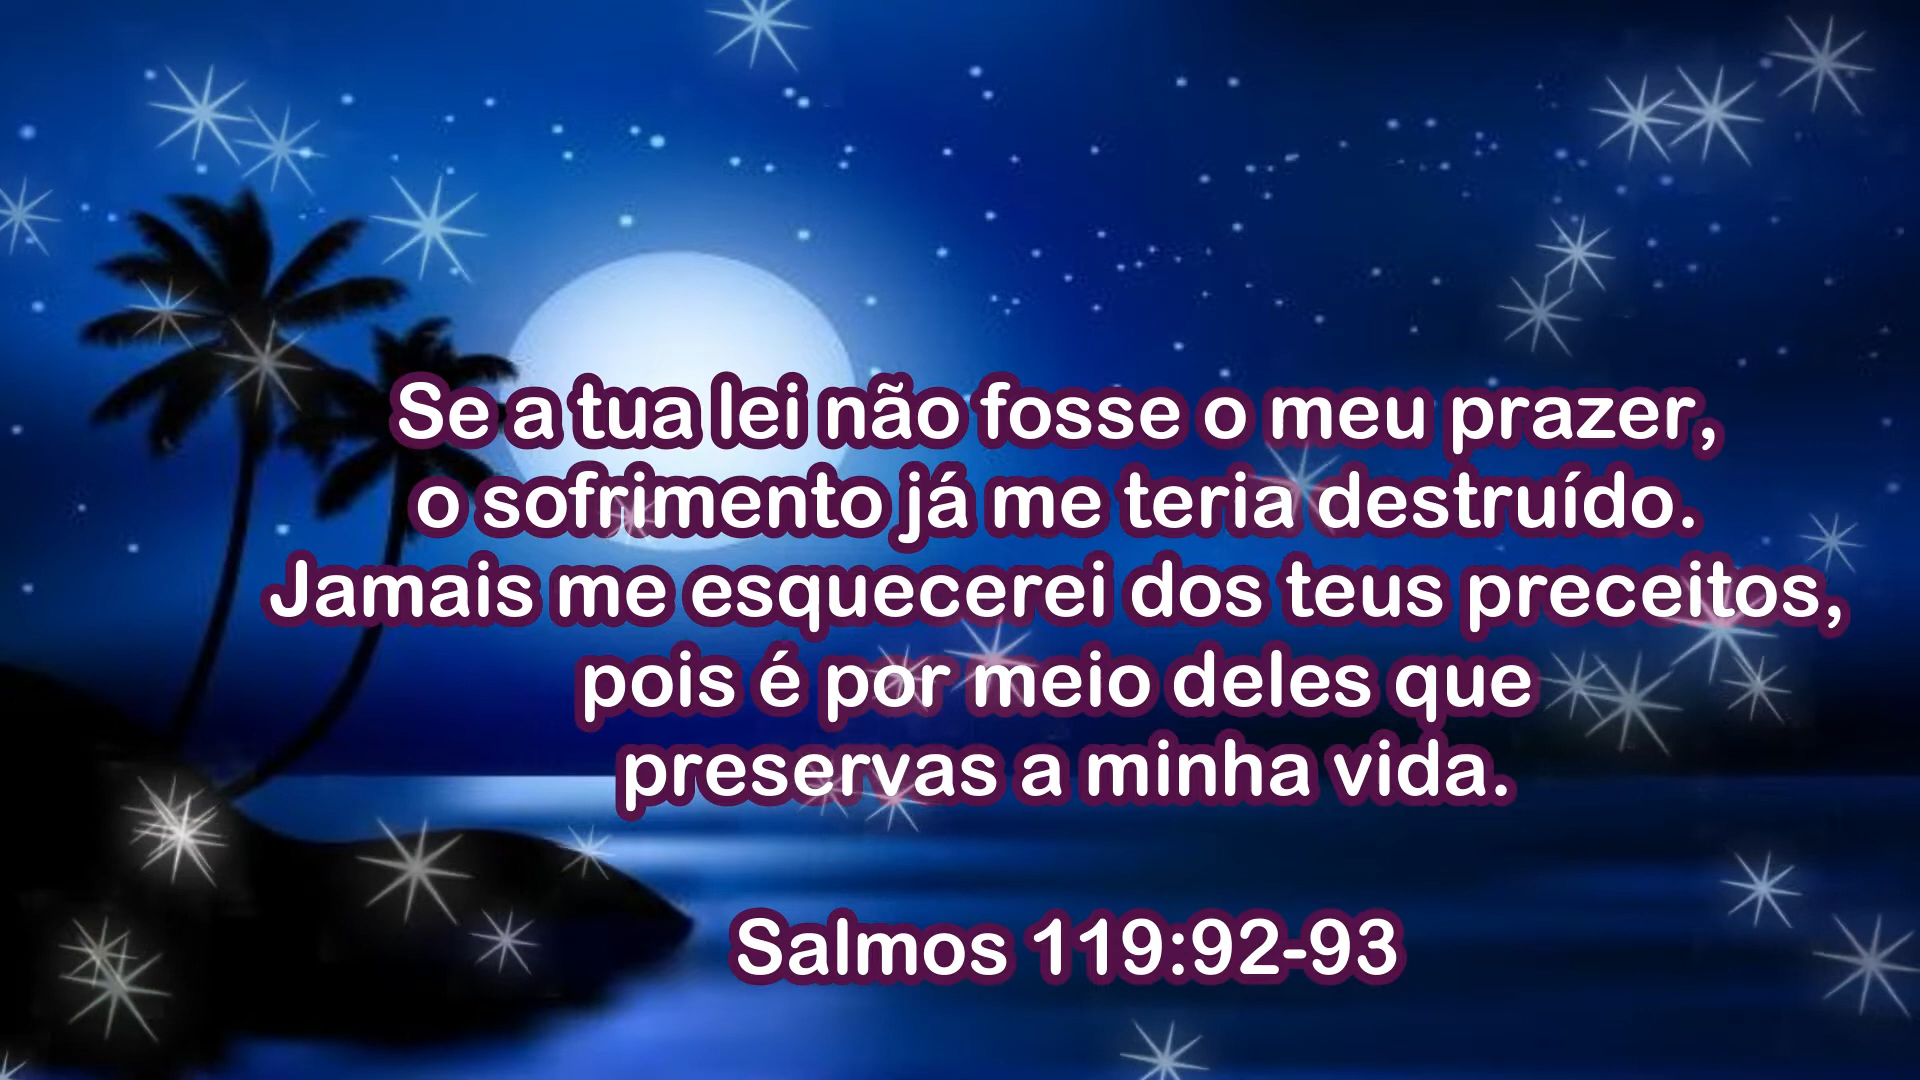 Se a tua lei não fosse o meu prazer,
o sofrimento já me teria destruído.
Jamais me esquecerei dos teus preceitos,
pois é por meio deles que
preservas a minha vida.
Salmos 119:92-93